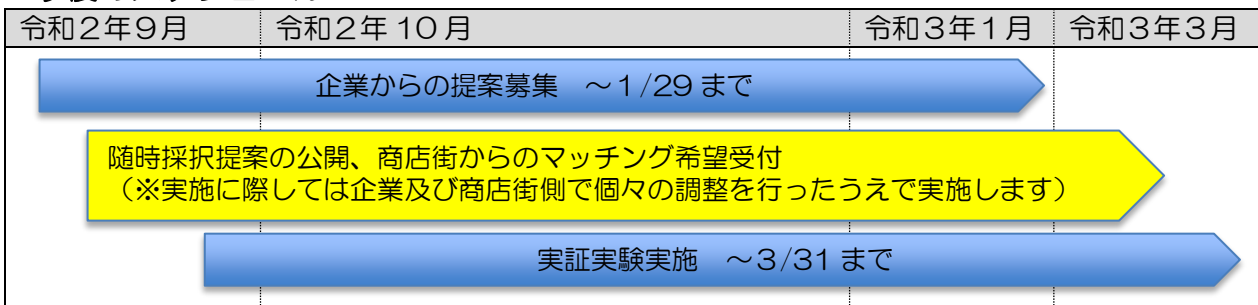 令和2年9月 令和2年10月 令和3年1月 令和3年3月
企業からの提案募集 ～1/29まで
随時採択提案の公開、商店街からのマッチング希望受付
（※実施に際しては企業及び商店街側で個々の調整を行ったうえで実施します）
実証実験実施 ～3/31まで